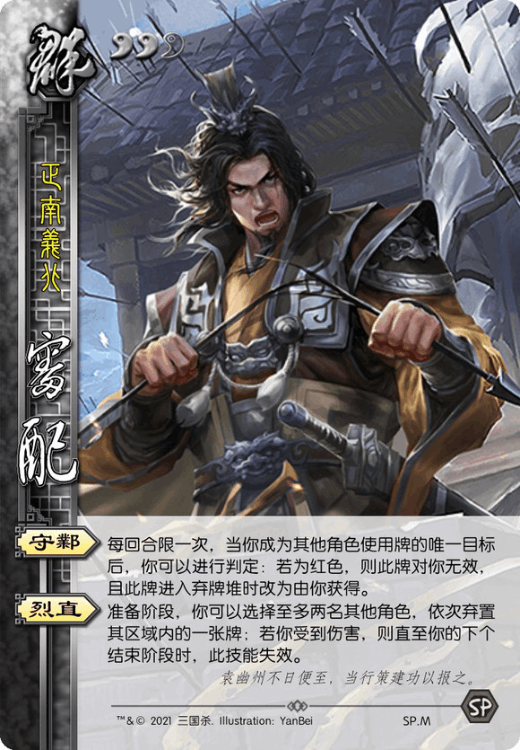 群
正南義北
審配
守鄴
每回合限一次，当你成为其他角色使用牌的唯一目标
后，你可以进行判定：若为红色，则此牌对你无效，
且此牌进入弃牌堆时改为由你获得。
烈直
准备阶段，你可以选择至多两名其他角色，依次弃置
其区域内的一张牌；若你受到伤害，则直至你的下个
结束阶段时，此技能失效。
袁幽州不日便至，当行策建功以报之。
™&© 2021 三国杀. Illustration: YanBei
SP.M
SP